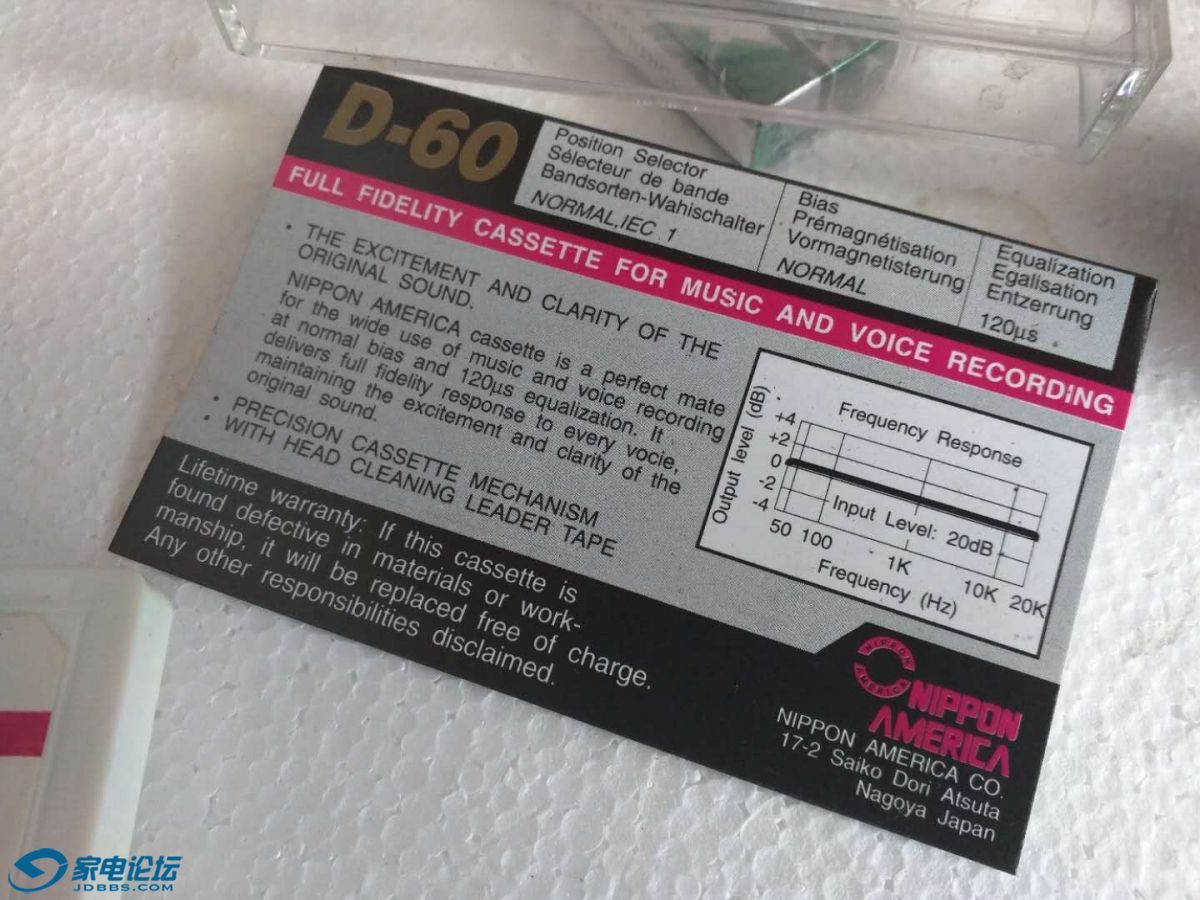 D-60
Position Selector
Sélecteur de bande
Bandsorten-Wahischalter
NORMAL, IEC 1
Bias
Prémagnétisation
Vormagnetisterung
NORMAL
Equalization
Egalisation
Entzerrung
120µs
FULL FIDELITY CASSETTE FOR MUSIC AND VOICE RECORDING
• THE EXCITEMENT AND CLARITY OF THE
ORIGINAL SOUND.
NIPPON AMERICA cassette is a perfect mate
for the wide use of music and voice recording
at normal bias and 120µs equalization. It
delivers full fidelity response to every vocie,
maintaining the excitement and clarity of the
original sound.
• PRECISION CASSETTE MECHANISM
• WITH HEAD CLEANING LEADER TAPE
Frequency Response
Output level (dB)
+4
+2
0
-2
-4
Input Level: 20dB
50 100 1K 10K 20K
Frequency (Hz)
Lifetime warranty: If this cassette is
found defective in materials or work-
manship, it will be replaced free of charge.
Any other responsibilities disclaimed.
NIPPON
AMERICA
NIPPON
AMERICA
NIPPON AMERICA CO.
17-2 Saiko Dori Atsuta
Nagoya Japan
家电论坛
JDBBS.COM